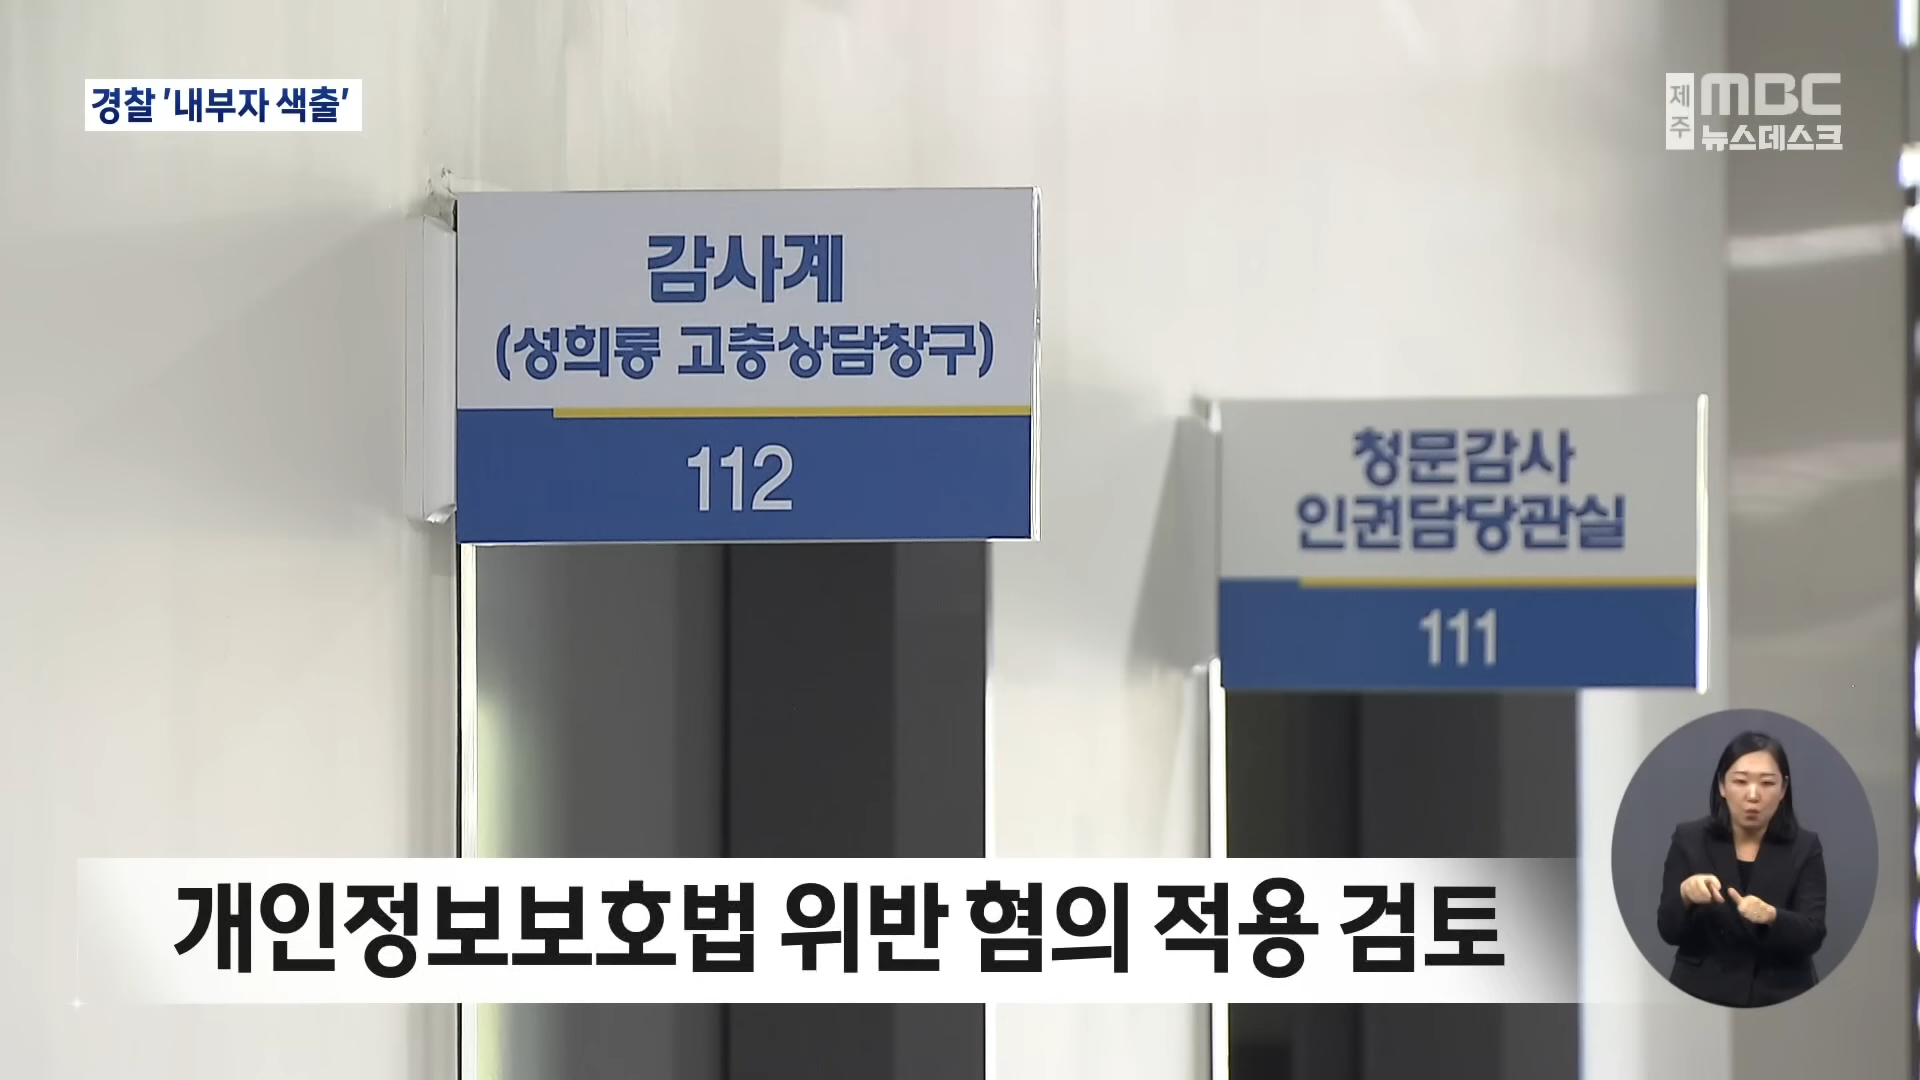 경찰 '내부자 색출'
제주
MBC
뉴스데스크
감사계
(성희롱 고충상담창구)
112
청문감사
인권담당관실
111
개인정보보호법 위반 혐의 적용 검토